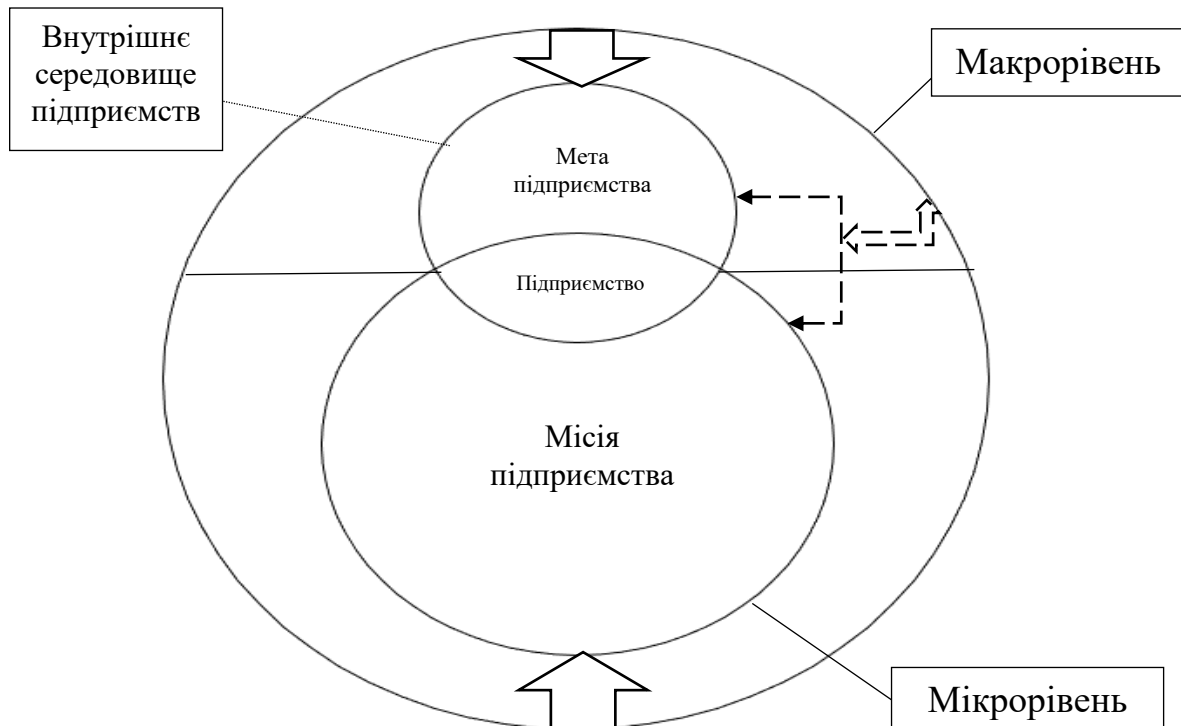 Внутрішнє
середовище
підприємств
Макрорівень
Мета
підприємства
Підприємство
Місія
підприємства
Мікрорівень